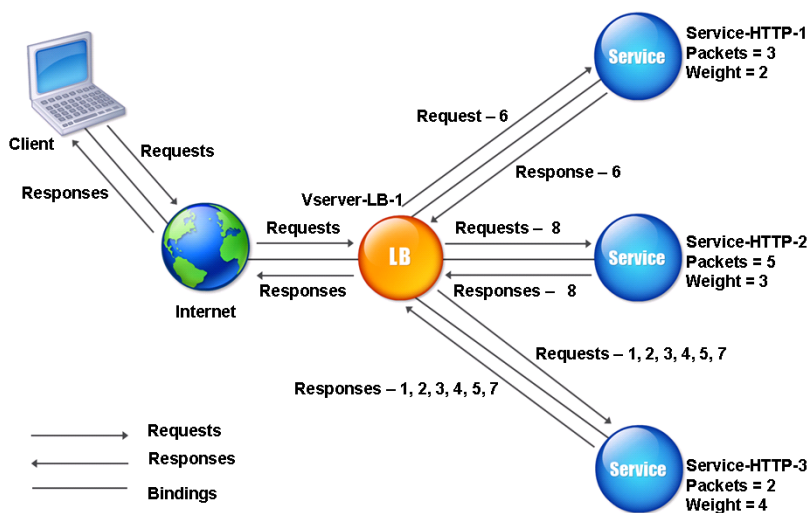 Service
Service-HTTP-1
Packets = 3
Weight = 2
Client
Requests
Responses
Request – 6
Response – 6
Vserver-LB-1
Requests
LB
Responses
Internet
Requests – 8
Responses – 8
Service
Service-HTTP-2
Packets = 5
Weight = 3
Requests – 1, 2, 3, 4, 5, 7
Responses – 1, 2, 3, 4, 5, 7
Service
Service-HTTP-3
Packets = 2
Weight = 4
Requests
Responses
Bindings